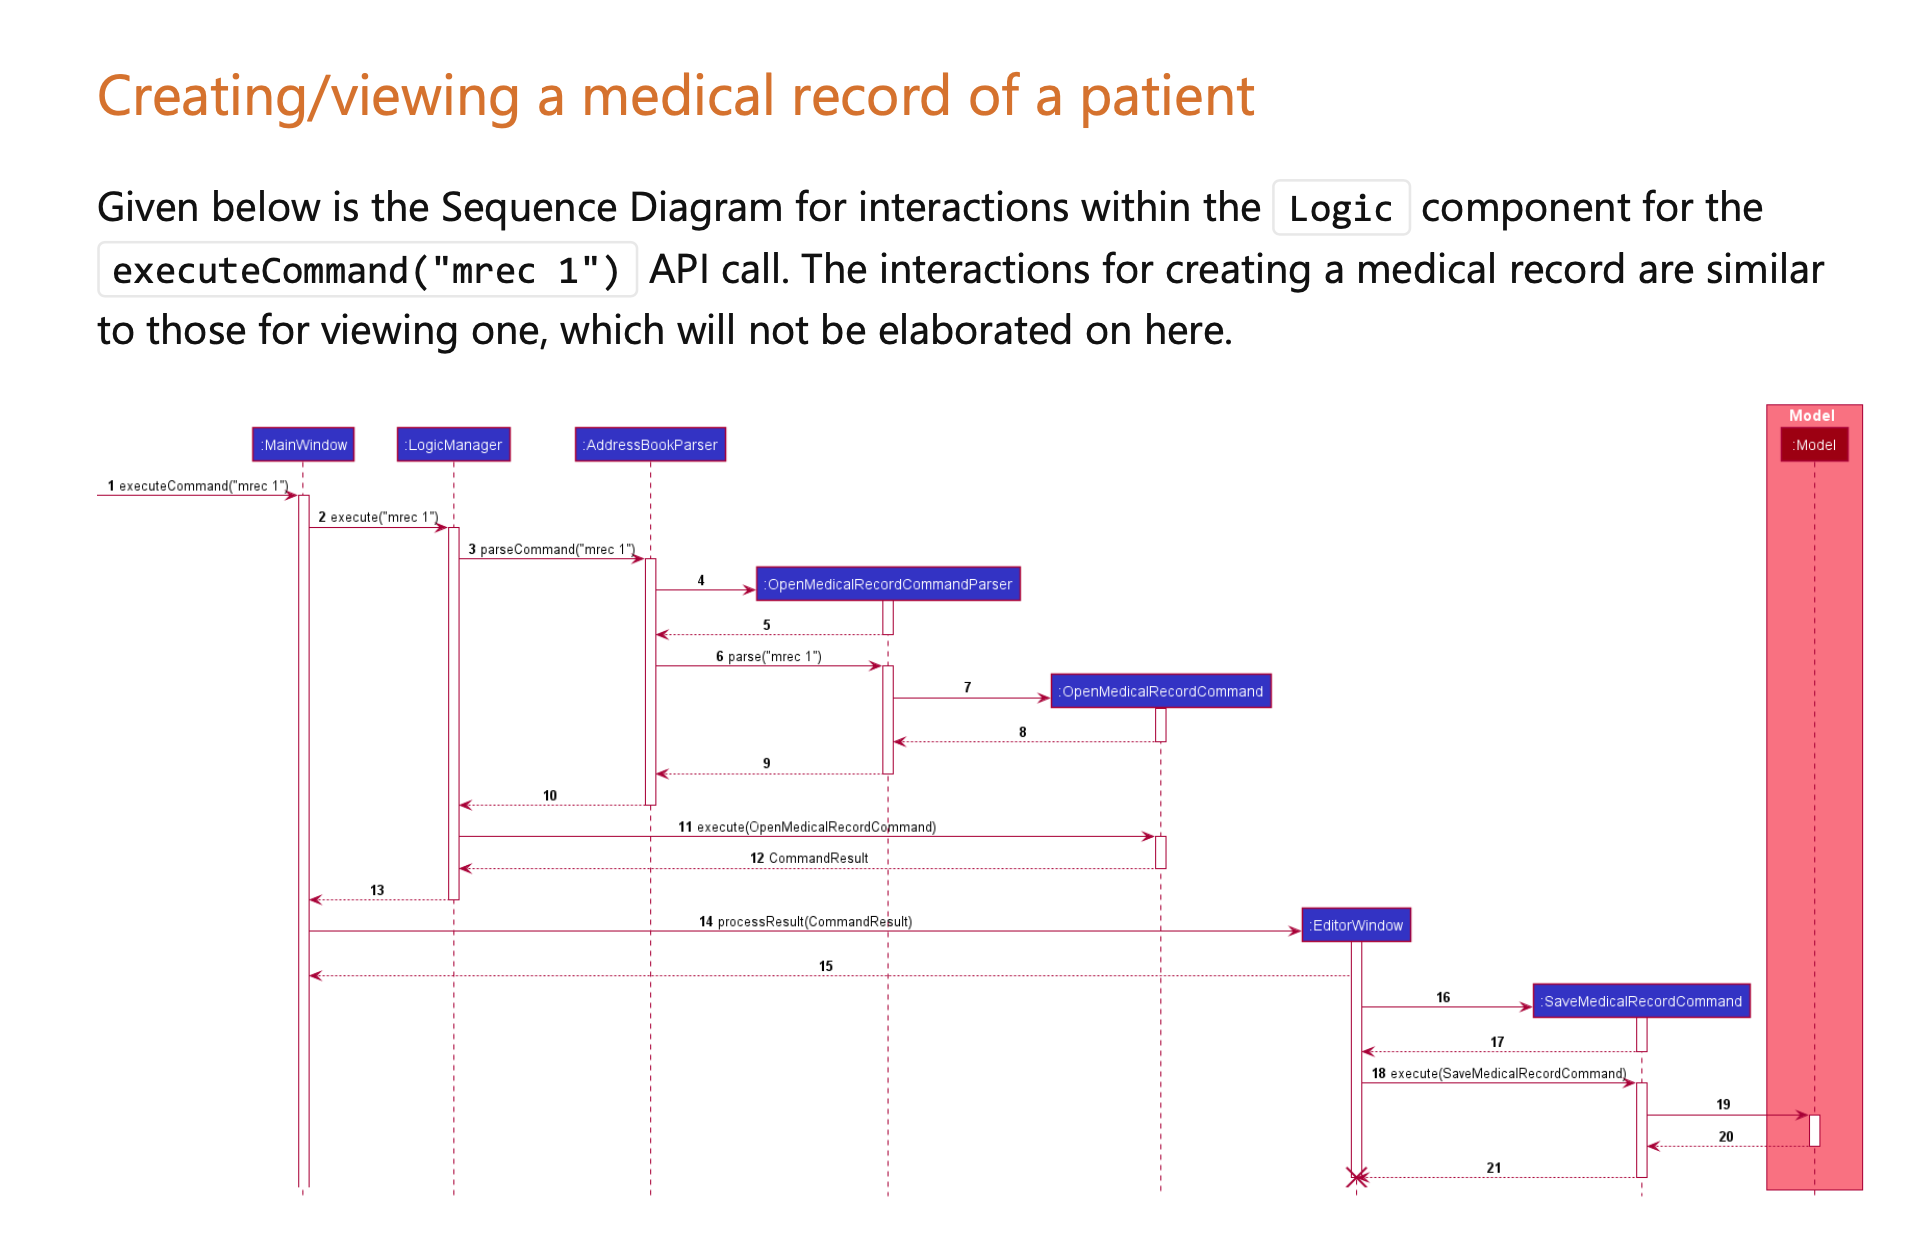 Creating/viewing a medical record of a patient
Given below is the Sequence Diagram for interactions within the Logic component for the
executeCommand("mrec 1") API call. The interactions for creating a medical record are similar
to those for viewing one, which will not be elaborated on here.
Model
:MainWindow :LogicManager :AddressBookParser :Model
1 executeCommand("mrec 1")
2 execute("mrec 1")
3 parseCommand("mrec 1")
4 :OpenMedicalRecordCommandParser
5
6 parse("mrec 1")
7 :OpenMedicalRecordCommand
8
9
10
11 execute(OpenMedicalRecordCommand)
12 CommandResult
13
14 processResult(CommandResult) :EditorWindow
15
16 :SaveMedicalRecordCommand
17
18 execute(SaveMedicalRecordCommand)
19
20
21